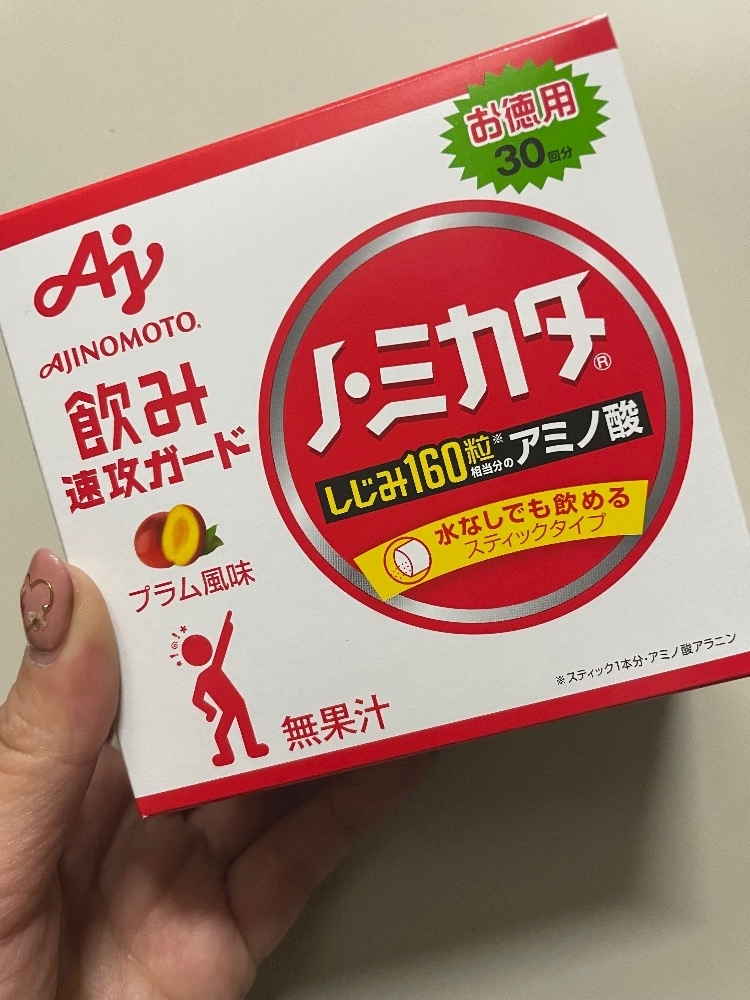 お徳用
30回分
Aj
AJINOMOTO®
飲み
速攻ガード
ノ・ミカタ®
しじみ160粒※相当分のアミノ酸
水なしでも飲める
スティックタイプ
プラム風味
無果汁
※スティック1本分・アミノ酸アラニン